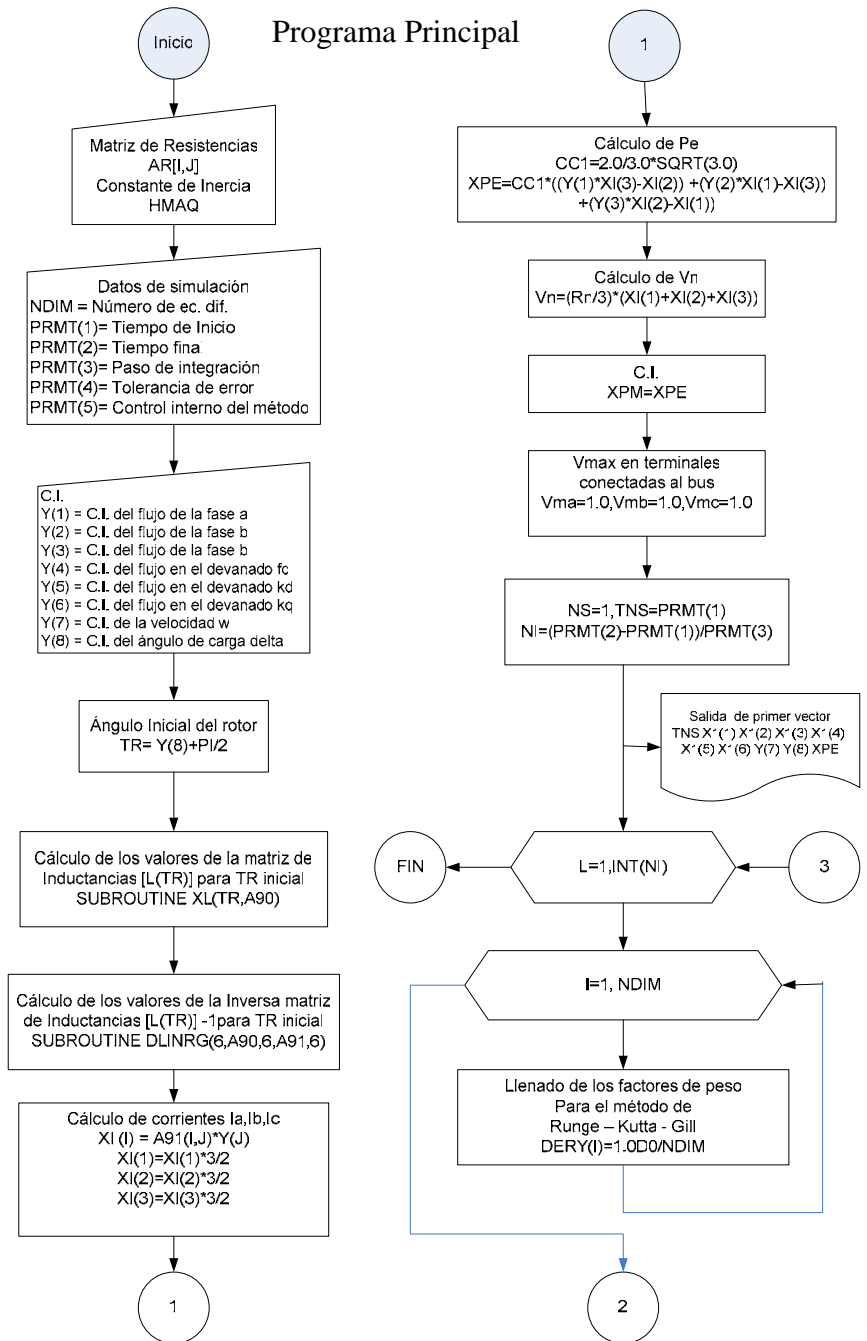 Programa Principal
Início
Matriz de Resistencias
AR[I,J]
Constante de Inercia
HMAQ
Datos de simulación
NDIM = Número de ec. dif.
PRMT(1)= Tiempo de Inicio
PRMT(2)= Tiempo final
PRMT(3)= Paso de integración
PRMT(4)= Tolerancia de error
PRMT(5)= Control interno del método
C.I.
Y(1) = C.I. del flujo de la fase a
Y(2) = C.I. del flujo de la fase b
Y(3) = C.I. del flujo de la fase b
Y(4) = C.I. del flujo en el devanado fc
Y(5) = C.I. del flujo en el devanado kd
Y(6) = C.I. del flujo en el devanado kq
Y(7) = C.I. de la velocidad w
Y(8) = C.I. del ángulo de carga delta
Ángulo Inicial del rotor
TR= Y(8)+PI/2
Cálculo de los valores de la matriz de
Inductancias [L(TR)] para TR inicial
SUBROUTINE XL(TR,A90)
Cálculo de los valores de la Inversa matriz
de Inductancias [L(TR)] -1para TR inicial
SUBROUTINE DLINRG(6,A90,6,A91,6)
Cálculo de corrientes Ia,Ib,Ic
XI (I) = A91(I,J)*Y(J)
XI(1)=XI(1)*3/2
XI(2)=XI(2)*3/2
XI(3)=XI(3)*3/2
1
1
Cálculo de Pe
CC1=2.0/3.0*SQRT(3.0)
XPE=CC1*((Y(1)*XI(3)-XI(2)) +(Y(2)*XI(1)-XI(3))
+(Y(3)*XI(2)-XI(1))
Cálculo de Vn
Vn=(Rn/3)*(XI(1)+XI(2)+XI(3))
C.I.
XPM=XPE
Vmax en terminales
conectadas al bus
Vma=1.0,Vmb=1.0,Vmc=1.0
NS=1,TNS=PRMT(1)
NI=(PRMT(2)-PRMT(1))/PRMT(3)
Salida de primer vector
TNS X1(1) X1(2) X1(3) X1(4)
X1(5) X1(6) Y(7) Y(8) XPE
FIN
L=1,INT(NI)
3
I=1, NDIM
Llenado de los factores de peso
Para el método de
Runge – Kutta - Gill
DERY(I)=1.0D0/NDIM
2